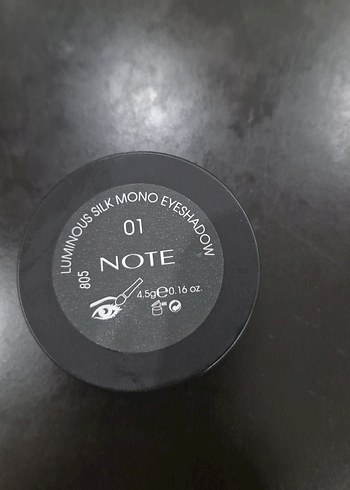 LUMINOUS SILK MONO EYESHADOW
01
NOTE
805
4.5g℮0.16 oz.